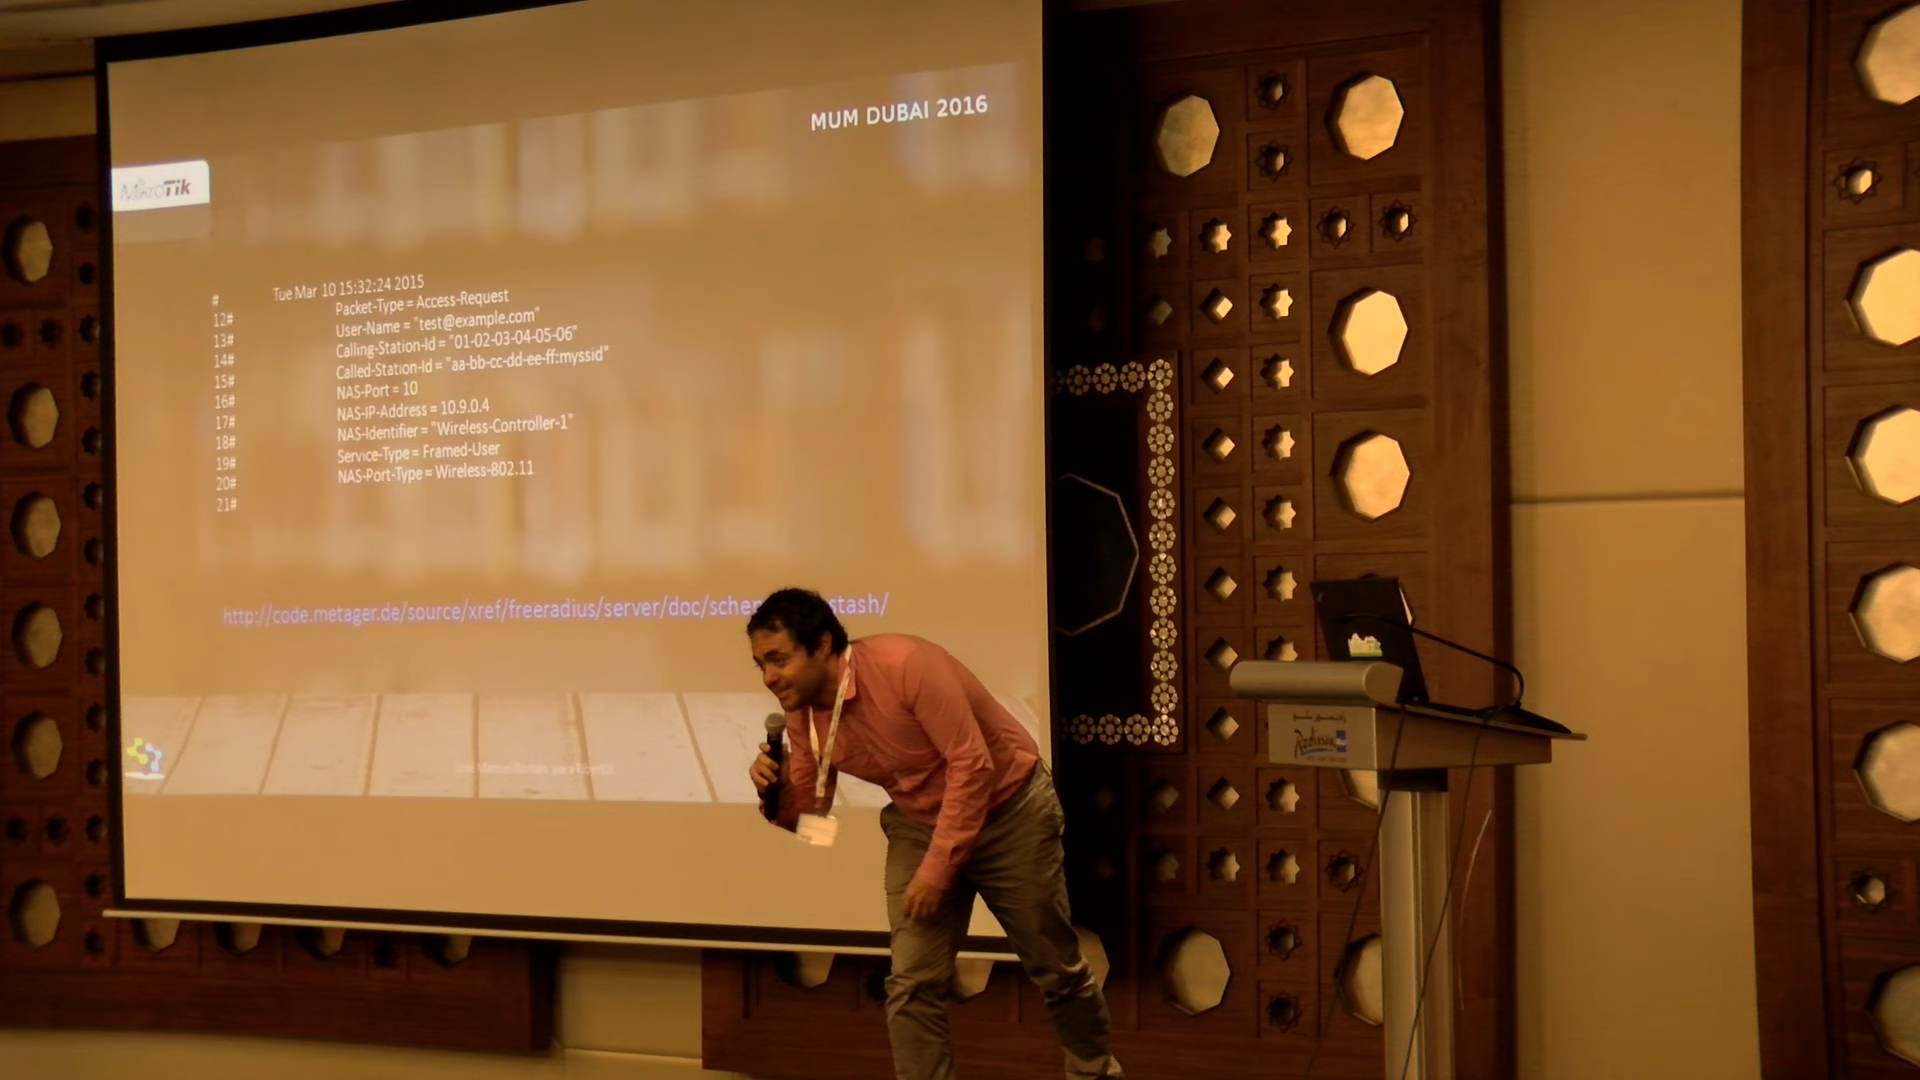 MUM DUBAI 2016
MikroTik
# Tue Mar 10 15:32:24 2015
12# Packet-Type = Access-Request
13# User-Name = "test@example.com"
14# Calling-Station-Id = "01-02-03-04-05-06"
15# Called-Station-Id = "aa-bb-cc-dd-ee-ff:myssid"
16# NAS-Port = 10
17# NAS-IP-Address = 10.9.0.4
18# NAS-Identifier = "Wireless-Controller-1"
19# Service-Type = Framed-User
20# NAS-Port-Type = Wireless-802.11
21#
http://code.metager.de/source/xref/freeradius/server/doc/schem stash/
Radisson